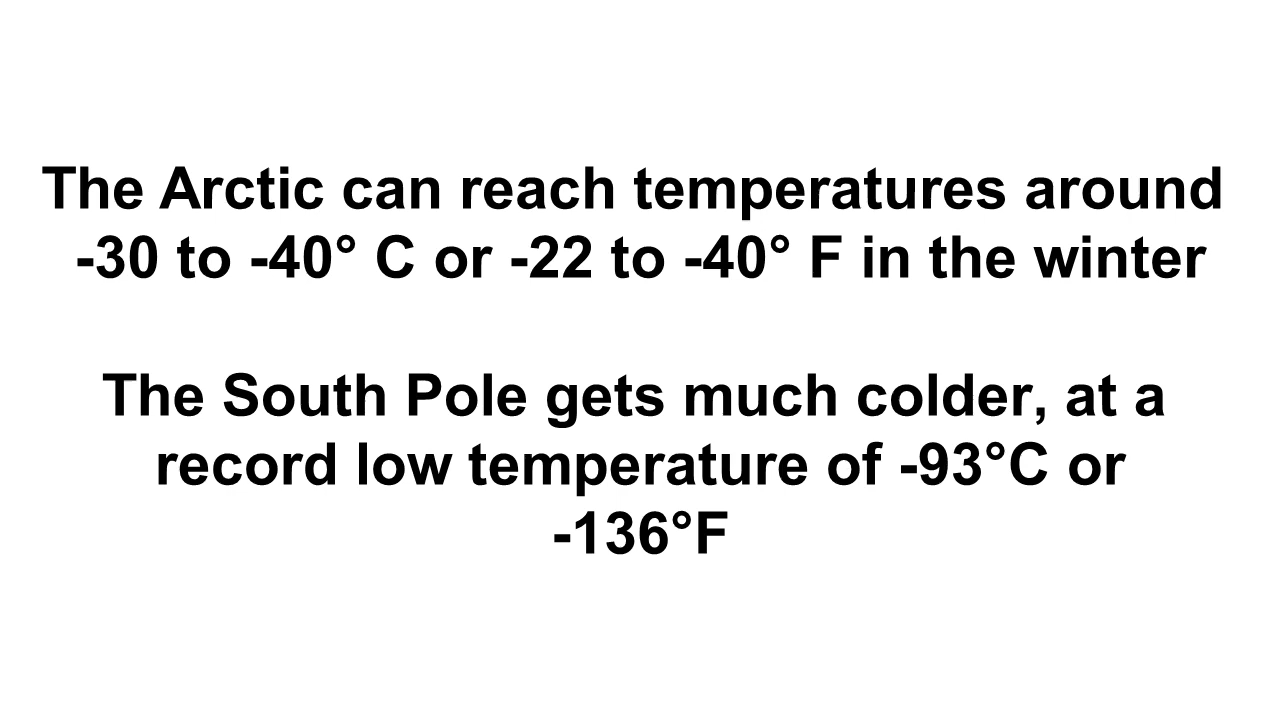 The Arctic can reach temperatures around
-30 to -40° C or -22 to -40° F in the winter
The South Pole gets much colder, at a
record low temperature of -93°C or
-136°F